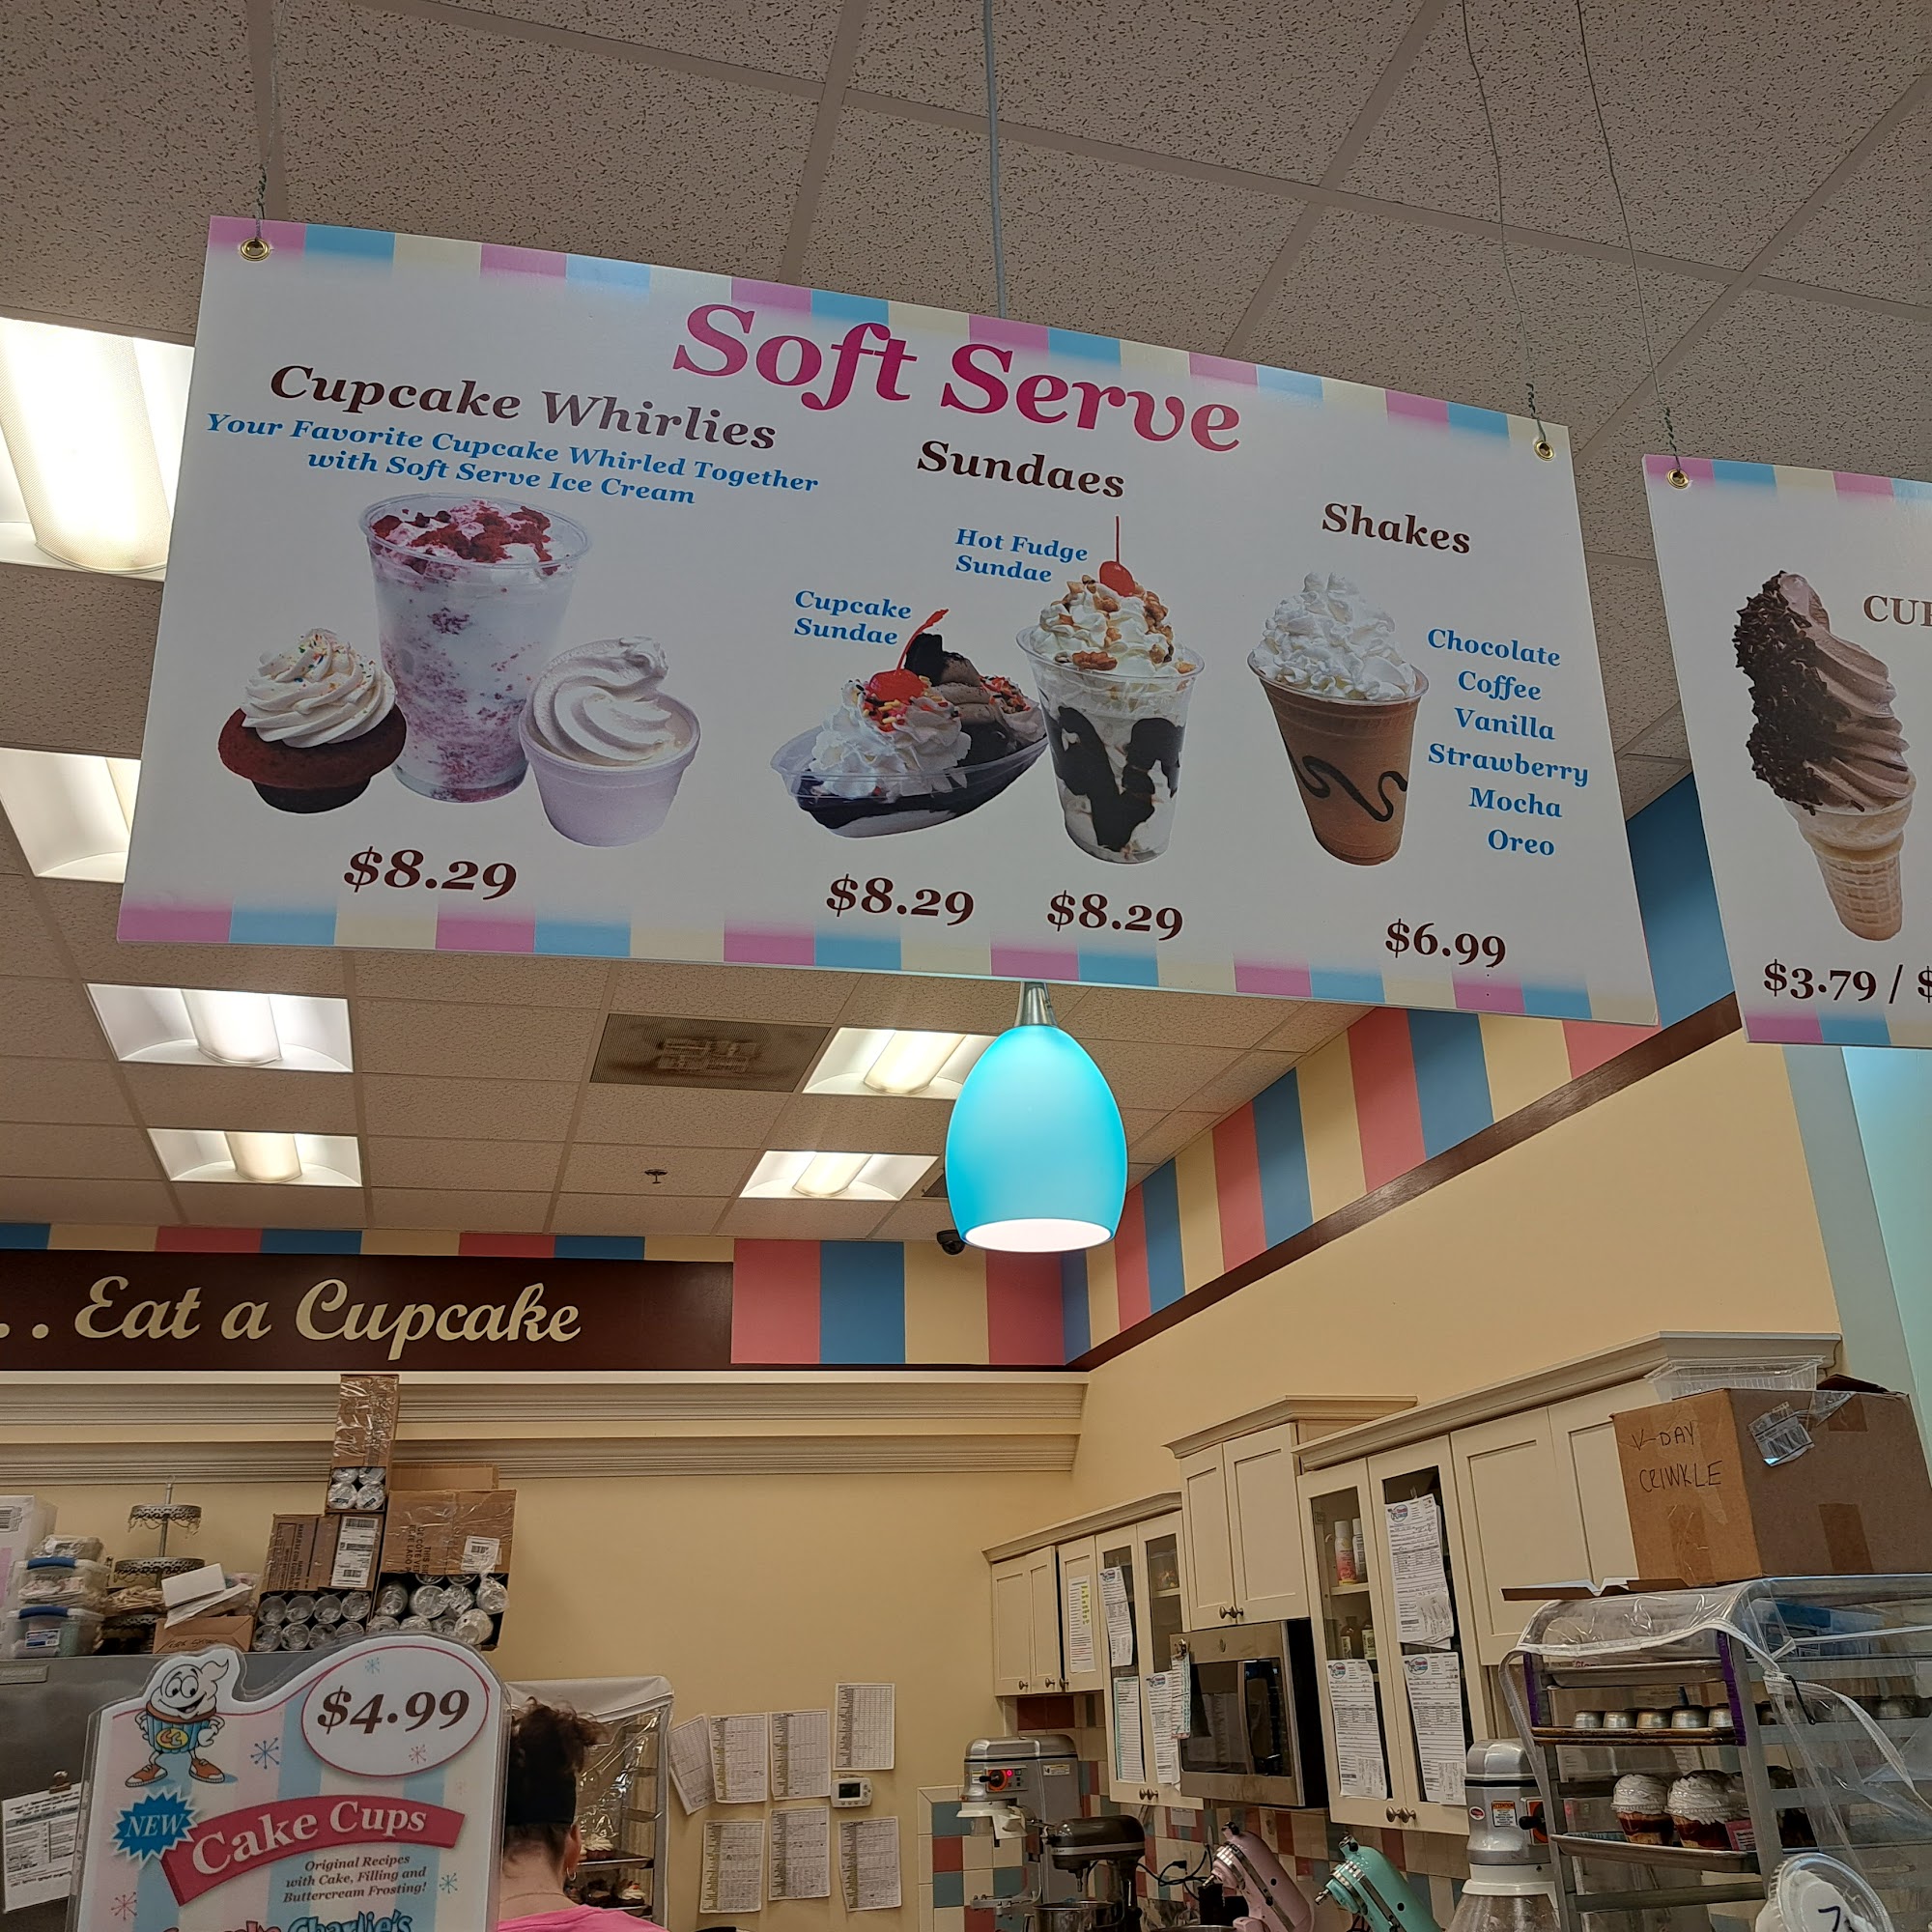 Soft Serve
Cupcake Whirlies
Your Favorite Cupcake Whirled Together
with Soft Serve Ice Cream
$8.29
Sundaes
Cupcake
Sundae
$8.29
Hot Fudge
Sundae
$8.29
Shakes
Chocolate
Coffee
Vanilla
Strawberry
Mocha
Oreo
$6.99
$3.79 / $
. . Eat a Cupcake
V-DAY
CRINKLE
$4.99
NEW
Cake Cups
Original Recipes
with Cake, Filling and
Buttercream Frosting!
Charlie's